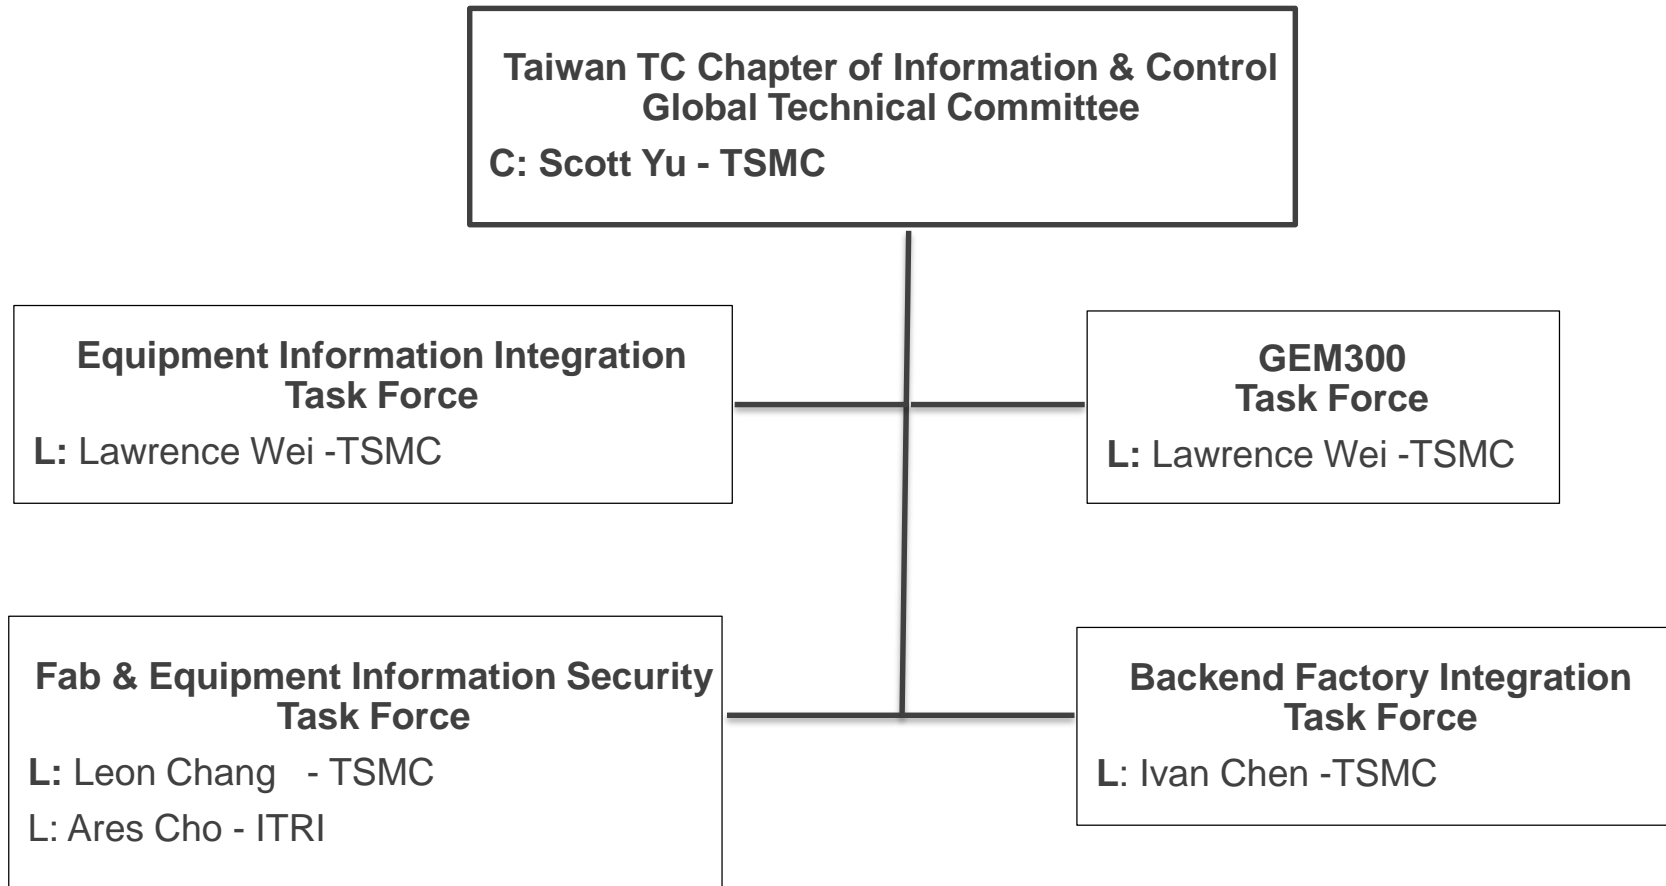 Taiwan TC Chapter of Information & Control
Global Technical Committee
C: Scott Yu - TSMC
Equipment Information Integration
Task Force
L: Lawrence Wei -TSMC
GEM300
Task Force
L: Lawrence Wei -TSMC
Fab & Equipment Information Security
Task Force
L: Leon Chang   - TSMC
L: Ares Cho - ITRI
Backend Factory Integration
Task Force
L: Ivan Chen -TSMC